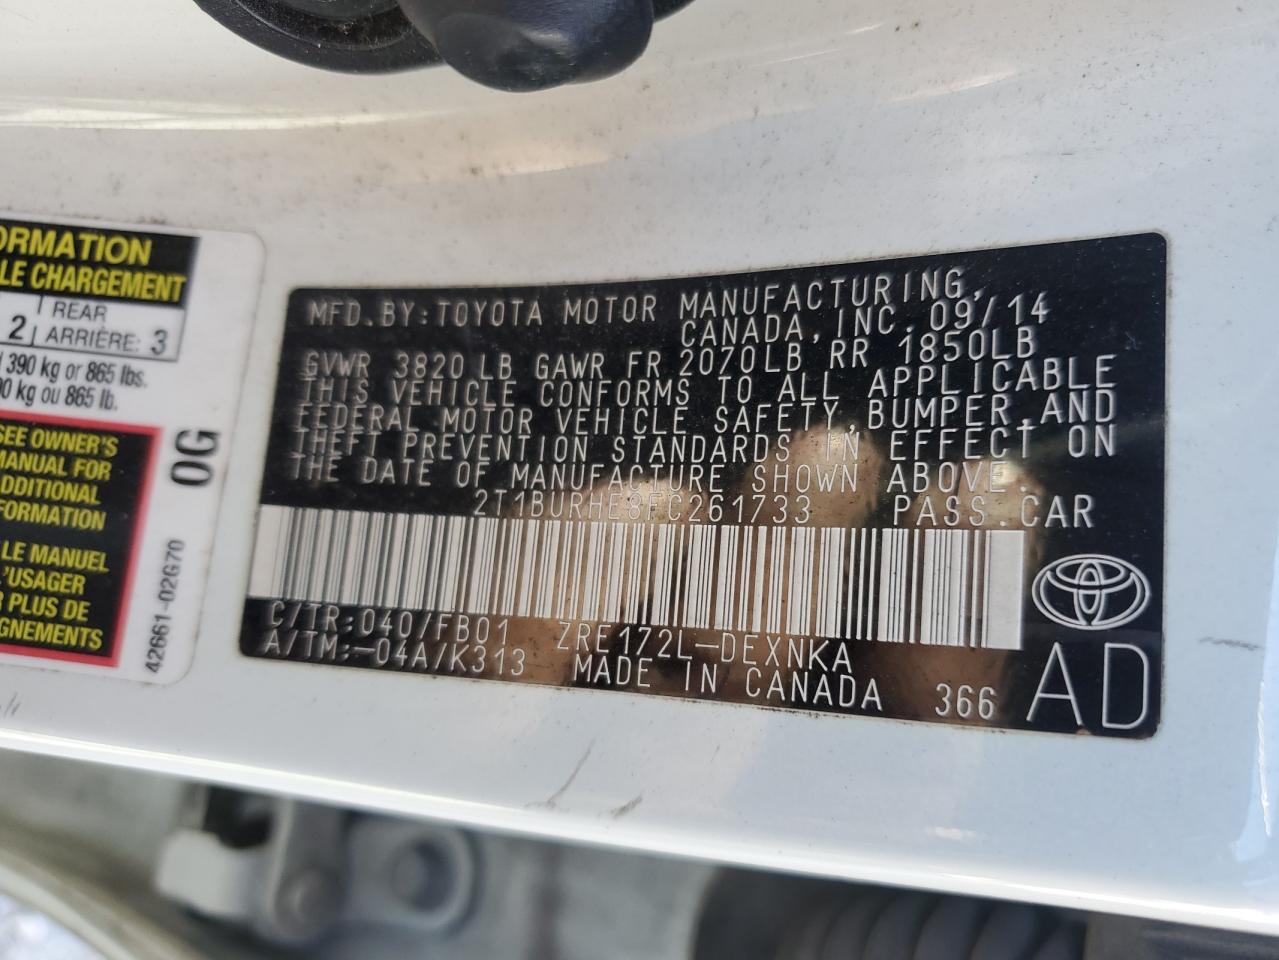 ORMATION
LE CHARGEMENT
2 REAR ARRIÈRE: 3
390 kg or 865 lbs.
kg ou 865 lb.
SEE OWNER'S
MANUAL FOR
ADDITIONAL
FORMATION
LE MANUEL
L'USAGER
R PLUS DE
GNEMENTS
0G
42661-02G70
MFD.BY:TOYOTA MOTOR MANUFACTURING,
CANADA,INC.09/14
GVWR 3820LB GAWR FR 2070LB,RR 1850LB
THIS VEHICLE CONFORMS TO ALL APPLICABLE
FEDERAL MOTOR VEHICLE SAFETY,BUMPER,AND
THEFT PREVENTION STANDARDS IN EFFECT ON
THE DATE OF MANUFACTURE SHOWN ABOVE.
2T1BURHE8FC261733 PASS.CAR
C/TR:040/FB01 ZRE172L-DEXNKA
A/TM:-04A/K313 MADE IN CANADA 366 AD